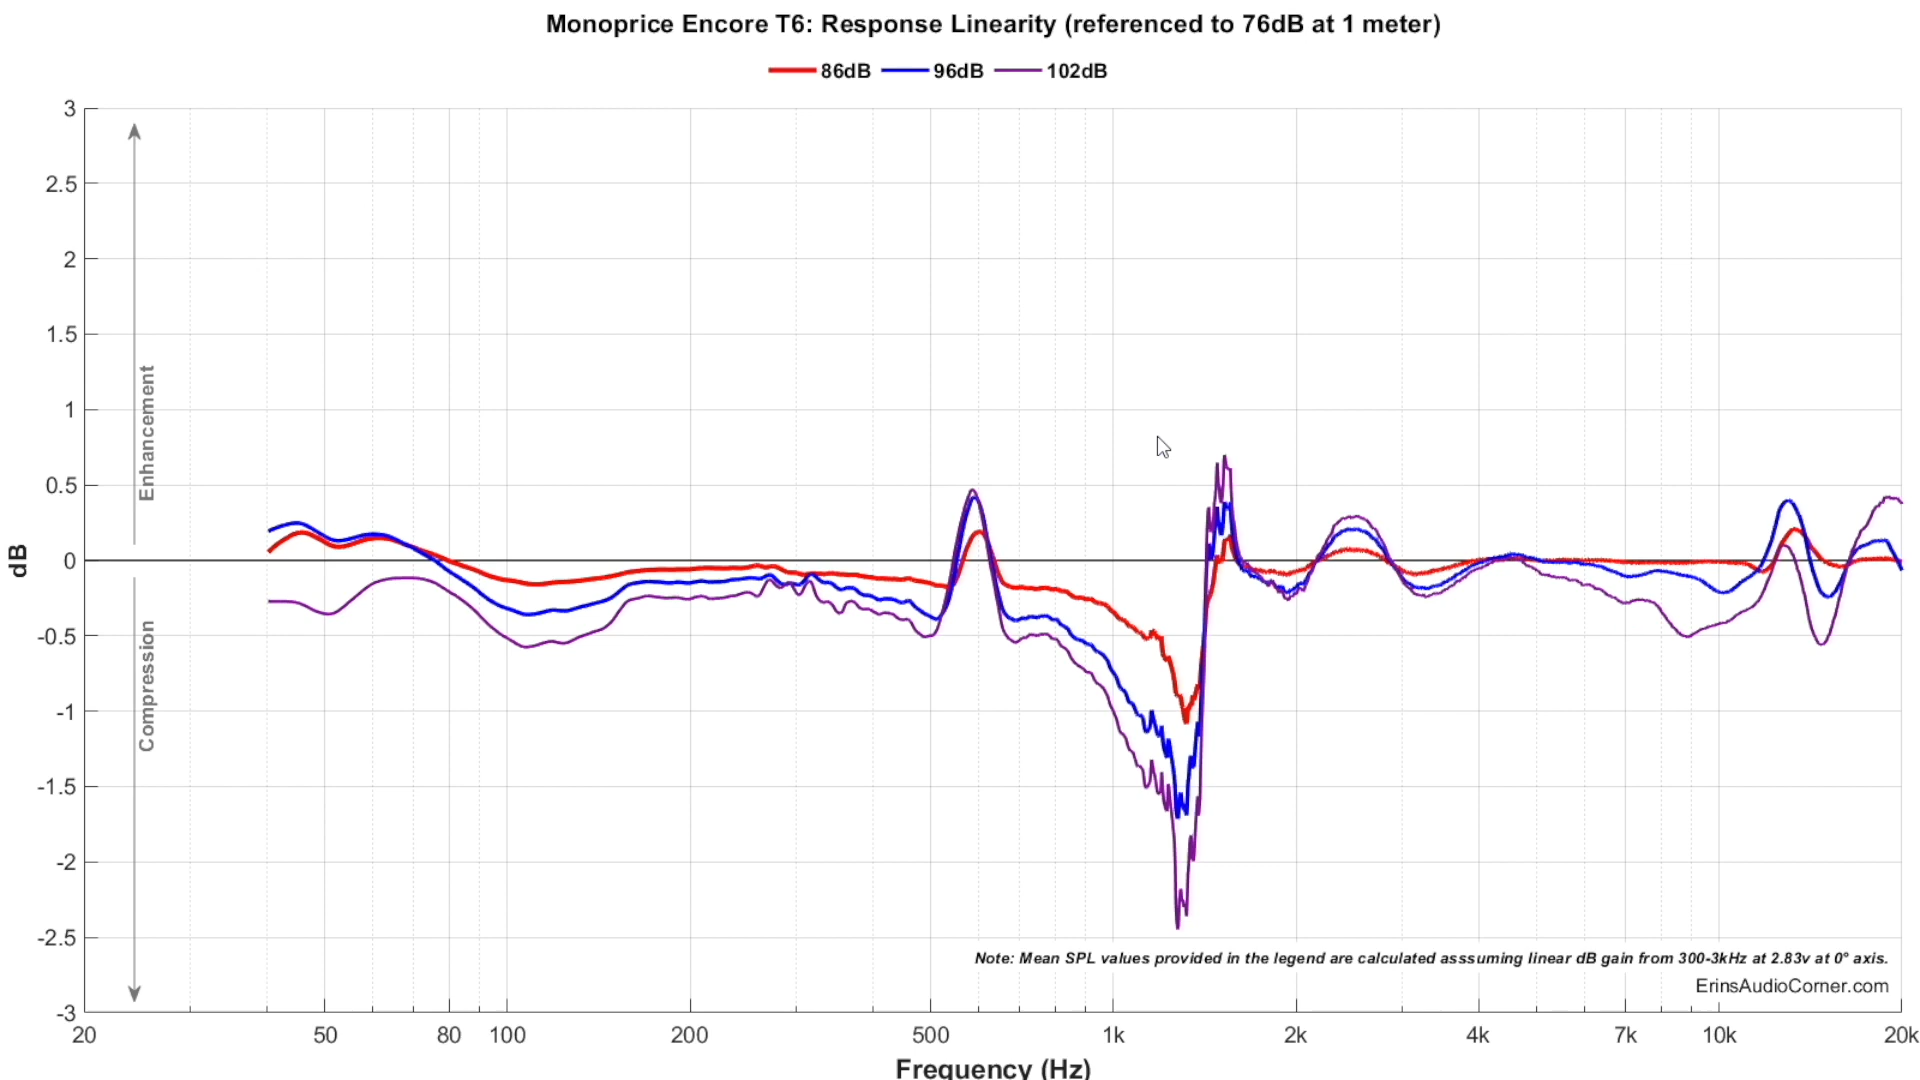 Monoprice Encore T6: Response Linearity (referenced to 76dB at 1 meter)
86dB 96dB 102dB
3
2.5
2
1.5
1
0.5
0
-0.5
-1
-1.5
-2
-2.5
-3
dB
Enhancement
Compression
Note: Mean SPL values provided in the legend are calculated asssuming linear dB gain from 300-3kHz at 2.83v at 0° axis.
ErinsAudioCorner.com
20 50 80 100 200 500 1k 2k 4k 7k 10k 20k
Frequency (Hz)